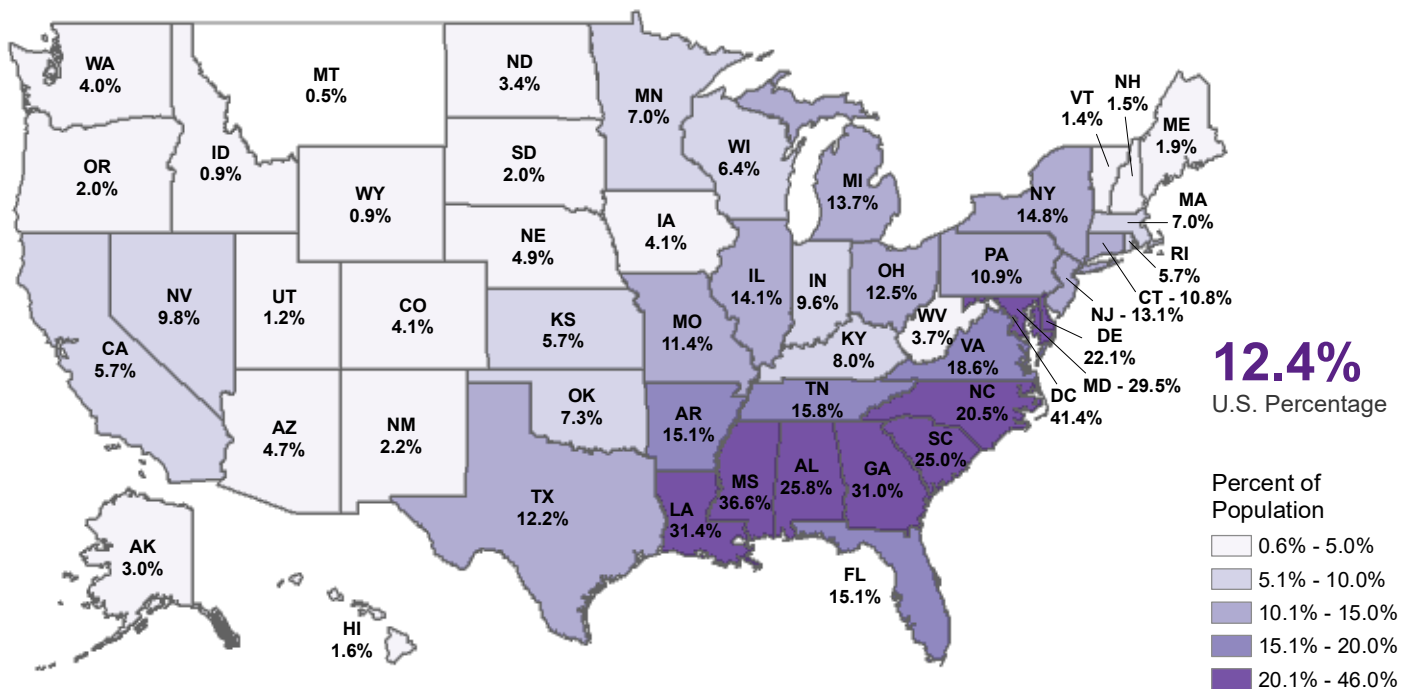 WA
4.0%
MT
0.5%
ND
3.4%
MN
7.0%
VT
1.4%
NH
1.5%
ME
1.9%
OR
2.0%
ID
0.9%
WY
0.9%
SD
2.0%
WI
6.4%
MI
13.7%
NY
14.8%
MA
7.0%
RI
5.7%
CT - 10.8%
NJ - 13.1%
DE
22.1%
MD - 29.5%
DC
41.4%
NE
4.9%
IA
4.1%
PA
10.9%
NV
9.8%
UT
1.2%
CO
4.1%
KS
5.7%
MO
11.4%
IL
14.1%
IN
9.6%
OH
12.5%
WV
3.7%
VA
18.6%
KY
8.0%
CA
5.7%
AZ
4.7%
NM
2.2%
OK
7.3%
AR
15.1%
TN
15.8%
NC
20.5%
SC
25.0%
TX
12.2%
LA
31.4%
MS
36.6%
AL
25.8%
GA
31.0%
FL
15.1%
AK
3.0%
HI
1.6%
12.4%
U.S. Percentage
Percent of
Population
0.6% - 5.0%
5.1% - 10.0%
10.1% - 15.0%
15.1% - 20.0%
20.1% - 46.0%